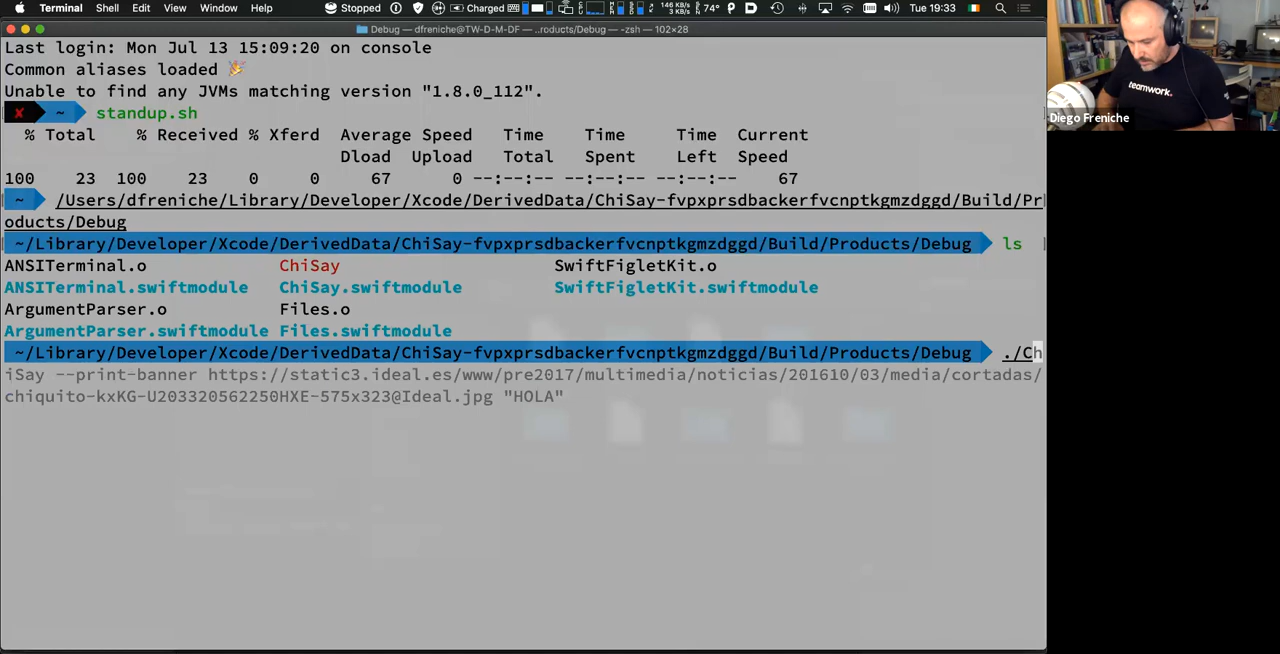 Terminal Shell Edit View Window Help Stopped Charged 146 KB/s 3 KB/s 74° Tue 19:33
Debug — dfreniche@TW-D-M-DF — ..roducts/Debug — -zsh — 102×28
Last login: Mon Jul 13 15:09:20 on console
Common aliases loaded 🎉
Unable to find any JVMs matching version "1.8.0_112".
✘ ~ standup.sh
% Total % Received % Xferd Average Speed Time Time Time Current
Dload Upload Total Spent Left Speed
100 23 100 23 0 0 67 0 --:--:-- --:--:-- --:--:-- 67
~ /Users/dfreniche/Library/Developer/Xcode/DerivedData/ChiSay-fvpxprsdbackerfvcnptkgmzdggd/Build/Pr
oducts/Debug
~/Library/Developer/Xcode/DerivedData/ChiSay-fvpxprsdbackerfvcnptkgmzdggd/Build/Products/Debug ls
ANSITerminal.o ChiSay SwiftFigletKit.o
ANSITerminal.swiftmodule ChiSay.swiftmodule SwiftFigletKit.swiftmodule
ArgumentParser.o Files.o
ArgumentParser.swiftmodule Files.swiftmodule
~/Library/Developer/Xcode/DerivedData/ChiSay-fvpxprsdbackerfvcnptkgmzdggd/Build/Products/Debug ./Ch
iSay --print-banner https://static3.ideal.es/www/pre2017/multimedia/noticias/201610/03/media/cortadas/
chiquito-kxKG-U203320562250HXE-575x323@Ideal.jpg "HOLA"
teamwork.
Diego Freniche